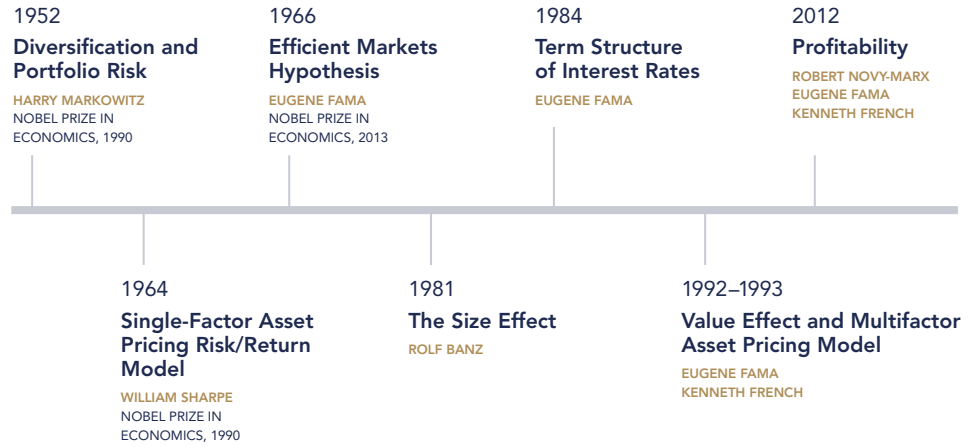 1952
Diversification and
Portfolio Risk
HARRY MARKOWITZ
NOBEL PRIZE IN
ECONOMICS, 1990
1966
Efficient Markets
Hypothesis
EUGENE FAMA
NOBEL PRIZE IN
ECONOMICS, 2013
1984
Term Structure
of Interest Rates
EUGENE FAMA
2012
Profitability
ROBERT NOVY-MARX
EUGENE FAMA
KENNETH FRENCH
1964
Single-Factor Asset
Pricing Risk/Return
Model
WILLIAM SHARPE
NOBEL PRIZE IN
ECONOMICS, 1990
1981
The Size Effect
ROLF BANZ
1992–1993
Value Effect and Multifactor
Asset Pricing Model
EUGENE FAMA
KENNETH FRENCH